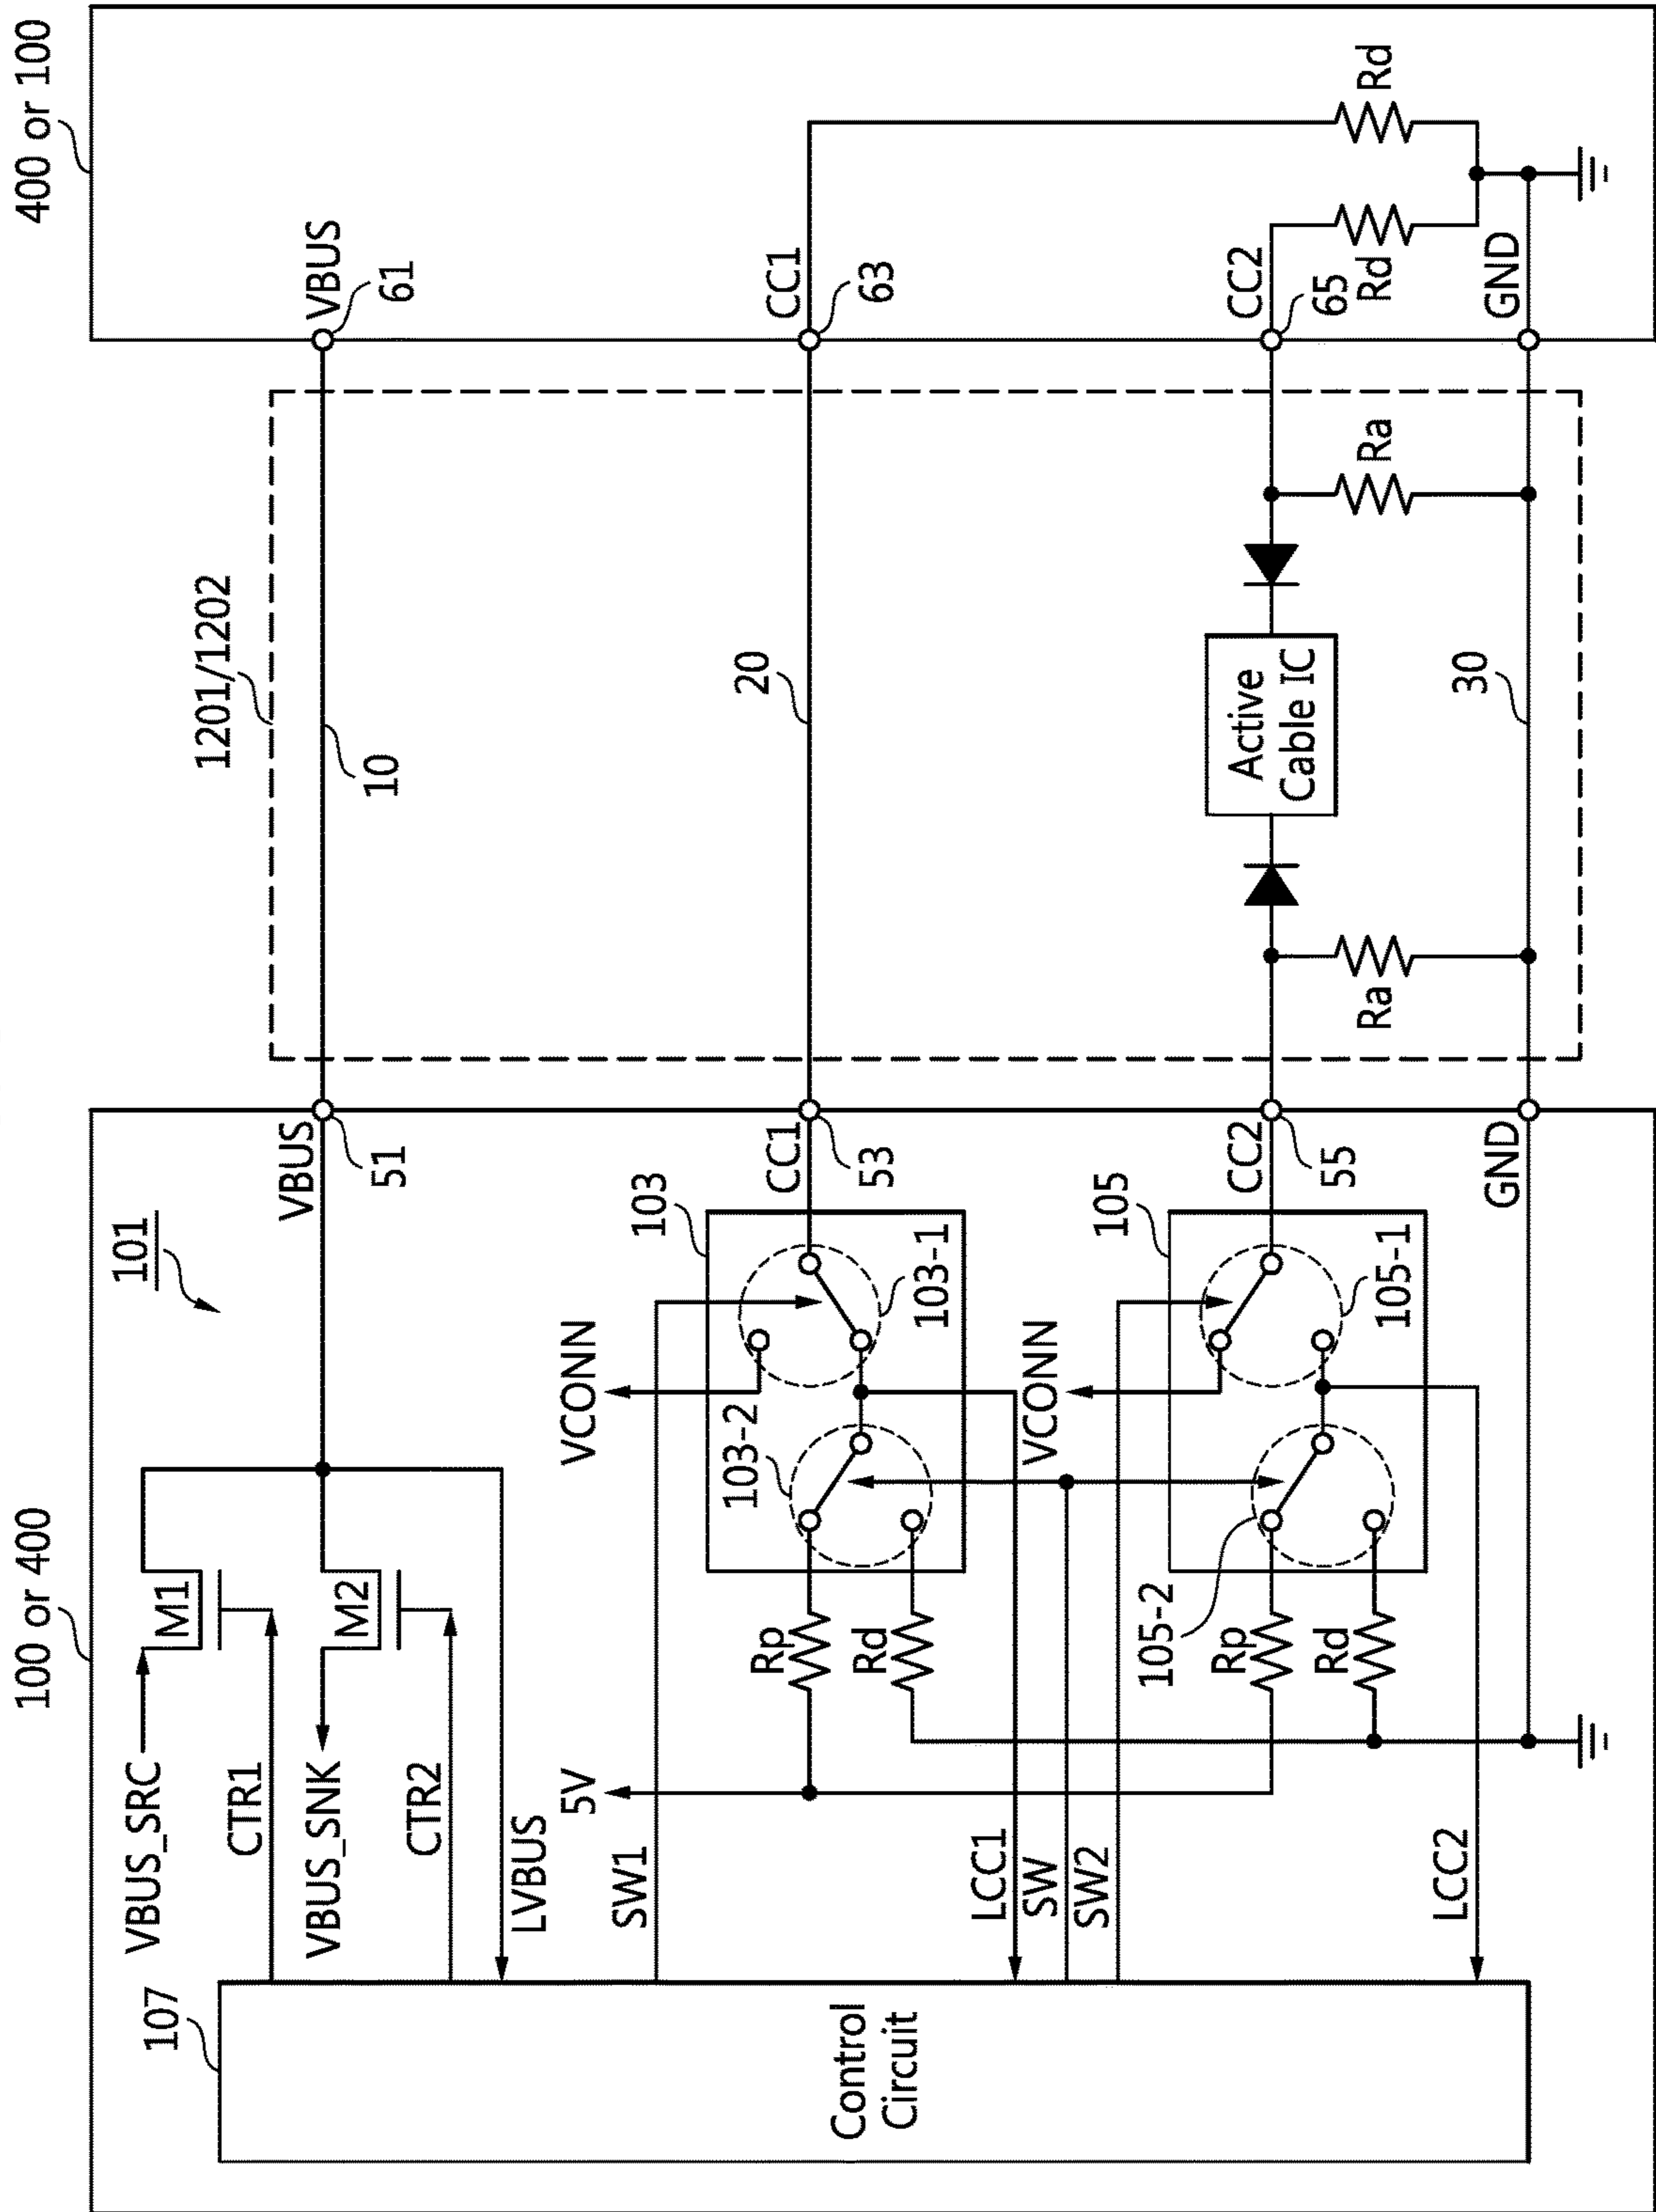 100 or 400
107
Control
Circuit
VBUS_SRC
M1
CTR1
VBUS_SNK
M2
CTR2
LVBUS
101
VBUS
51
5V
SW1
VCONN
103
103-2
103-1
Rp
Rd
CC1
53
LCC1
SW
SW2
VCONN
105
105-2
105-1
Rp
Rd
CC2
55
LCC2
GND
1201/1202
10
20
Active
Cable IC
Ra
Ra
30
400 or 100
VBUS
61
CC1
63
CC2
65
Rd
Rd
GND